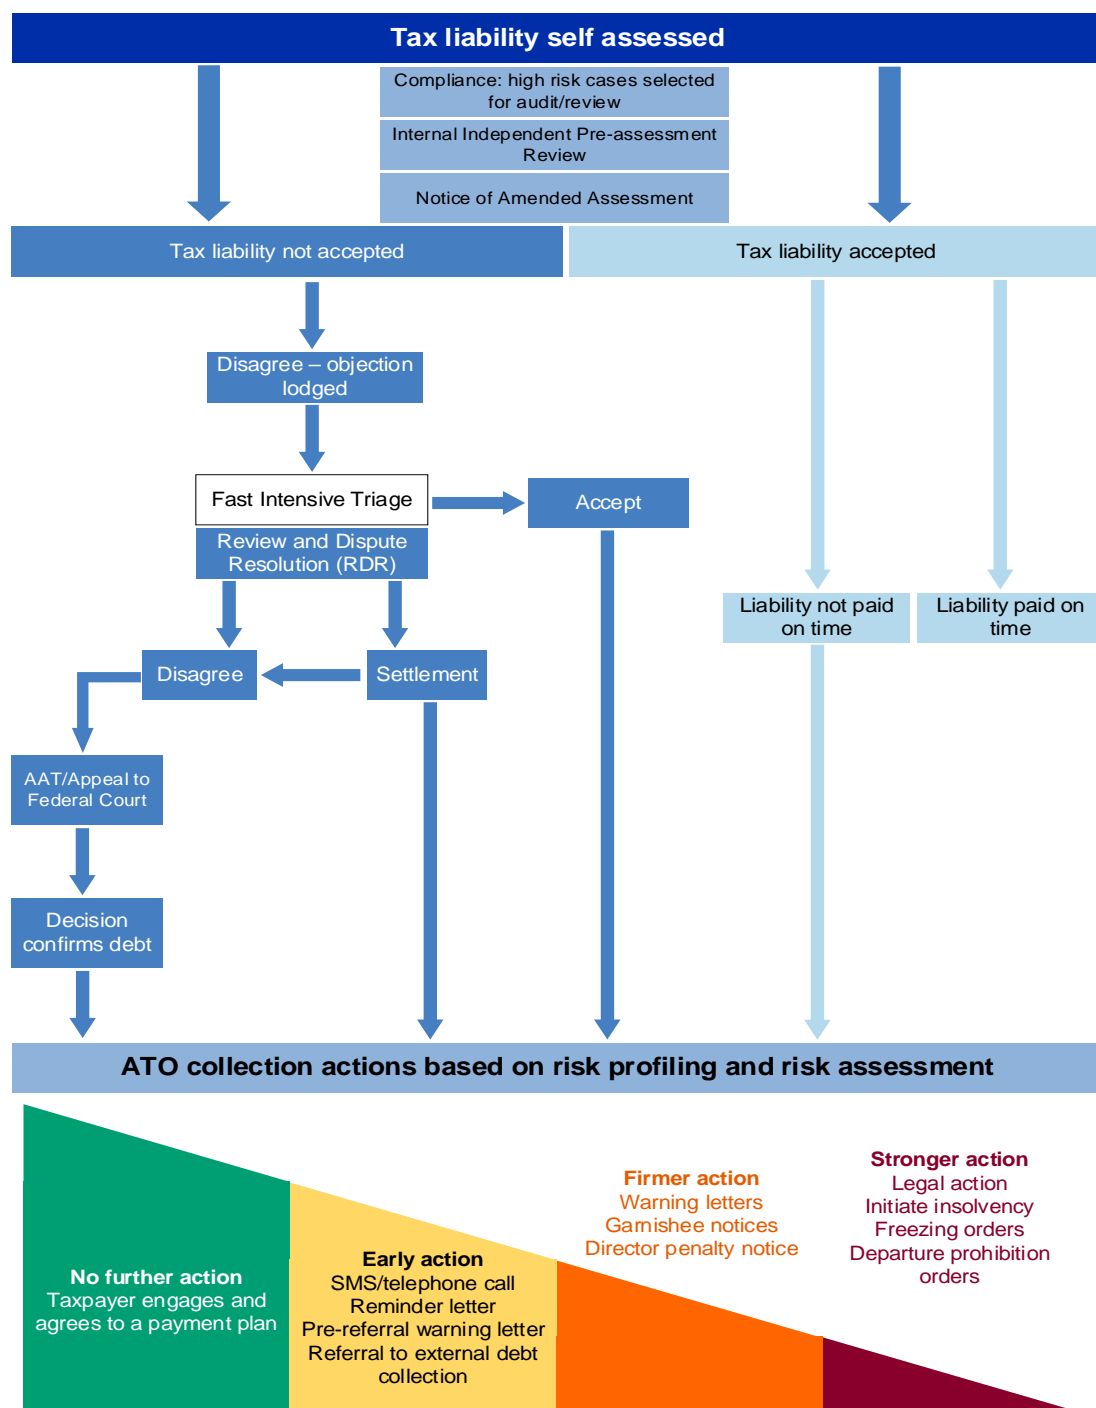 Tax liability self assessed
Compliance: high risk cases selected
for audit/review
Internal Independent Pre-assessment
Review
Notice of Amended Assessment
Tax liability not accepted
Tax liability accepted
Disagree – objection
lodged
Fast Intensive Triage
Accept
Review and Dispute
Resolution (RDR)
Liability not paid
on time
Liability paid on
time
Disagree
Settlement
AAT/Appeal to
Federal Court
Decision
confirms debt
ATO collection actions based on risk profiling and risk assessment
No further action
Taxpayer engages and
agrees to a payment plan
Early action
SMS/telephone call
Reminder letter
Pre-referral warning letter
Referral to external debt
collection
Firmer action
Warning letters
Garnishee notices
Director penalty notice
Stronger action
Legal action
Initiate insolvency
Freezing orders
Departure prohibition
orders